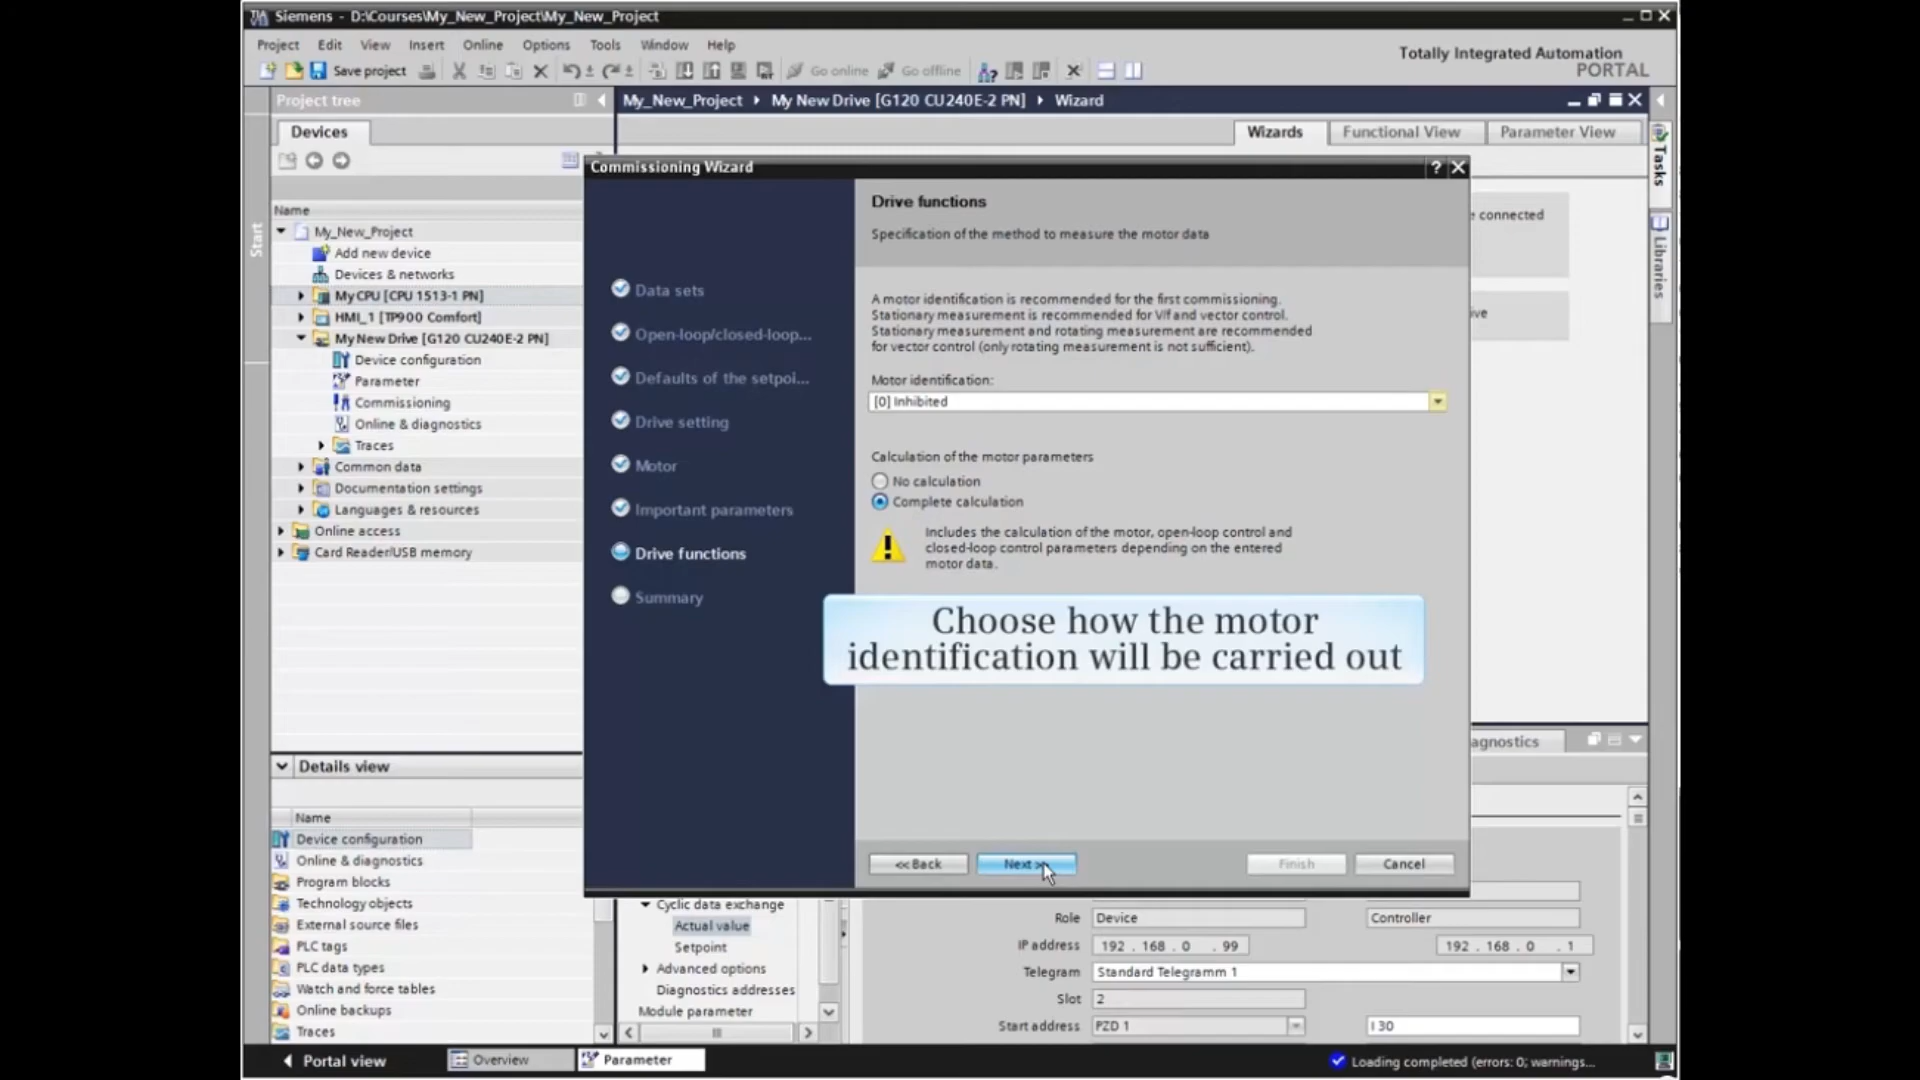 Siemens - D:\Courses\My_New_Project\My_New_Project
Project Edit View Insert Online Options Tools Window Help
Totally Integrated Automation
PORTAL
Save project
Go online
Go offline
Project tree
My_New_Project
My New Drive [G120 CU240E-2 PN]
Wizard
Devices
Wizards
Functional View
Parameter View
Start
Tasks
Libraries
Name
My_New_Project
Add new device
Devices & networks
My CPU [CPU 1513-1 PN]
HMI_1 [TP900 Comfort]
My New Drive [G120 CU240E-2 PN]
Device configuration
Parameter
Commissioning
Online & diagnostics
Traces
Common data
Documentation settings
Languages & resources
Online access
Card Reader/USB memory
Commissioning Wizard
?
Data sets
Open-loop/closed-loop...
Defaults of the setpoi...
Drive setting
Motor
Important parameters
Drive functions
Summary
Drive functions
Specification of the method to measure the motor data
A motor identification is recommended for the first commissioning.
Stationary measurement is recommended for V/f and vector control.
Stationary measurement and rotating measurement are recommended
for vector control (only rotating measurement is not sufficient).
Motor identification:
[0] Inhibited
Calculation of the motor parameters
No calculation
Complete calculation
Includes the calculation of the motor, open-loop control and
closed-loop control parameters depending on the entered
motor data.
Choose how the motor
identification will be carried out
<< Back
Next >>
Finish
Cancel
e connected
ive
agnostics
Details view
Name
Device configuration
Online & diagnostics
Program blocks
Technology objects
External source files
PLC tags
PLC data types
Watch and force tables
Online backups
Traces
Cyclic data exchange
Actual value
Setpoint
Advanced options
Diagnostics addresses
Module parameter
Role Device Controller
IP address 192 . 168 . 0 . 99 192 . 168 . 0 . 1
Telegram Standard Telegramm 1
Slot 2
Start address PZD 1 I 30
Portal view
Overview
Parameter
Loading completed (errors: 0; warnings...